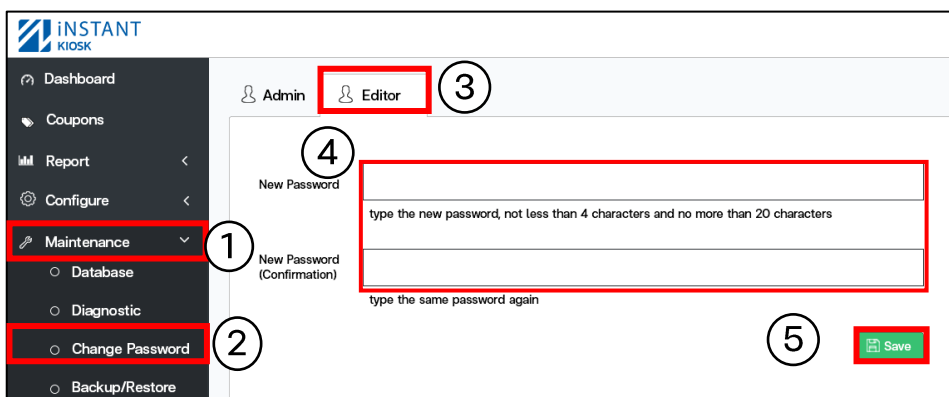 iNSTANT
KIOSK
Dashboard
Coupons
Report
Configure
Maintenance
Database
Diagnostic
Change Password
Backup/Restore
1
2
Admin
Editor
3
4
New Password
type the new password, not less than 4 characters and no more than 20 characters
New Password
(Confirmation)
type the same password again
5
Save